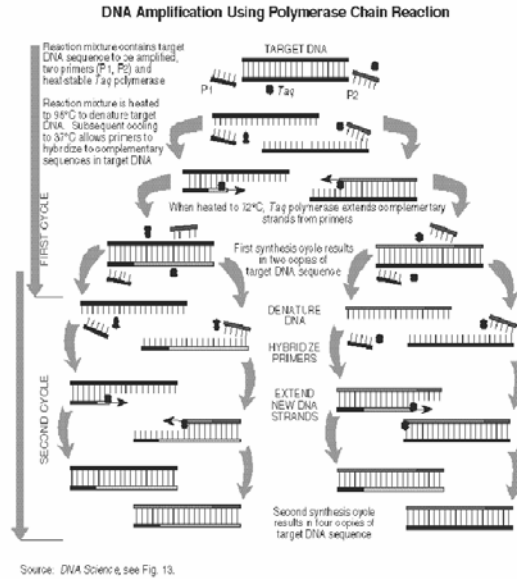 DNA Amplification Using Polymerase Chain Reaction
Reaction mixture contains target
DNA sequence to be amplified,
two primers (P1, P2) and
heat-stable Taq polymerase
TARGET DNA
P1
Taq
P2
Reaction mixture is heated
to 95°C to denature target
DNA. Subsequent cooling
to 37°C allows primers to
hybridize to complementary
sequences in target DNA
When heated to 72°C, Taq polymerase extends complementary
strands from primers
FIRST CYCLE
First synthesis cycle results
in two copies of
target DNA sequence
DENATURE
DNA
HYBRIDIZE
PRIMERS
SECOND CYCLE
EXTEND
NEW DNA
STRANDS
Second synthesis cycle
results in four copies of
target DNA sequence
Source: DNA Science, see Fig. 13.